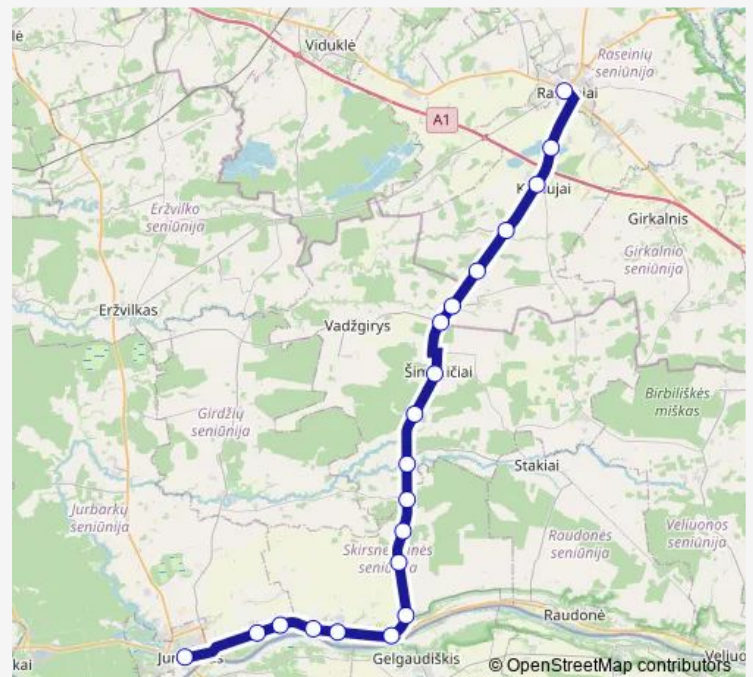 Viduklė
Raseinių
seniūnija
A1
Girkalnis
Girkalnio
seniūnija
Eržvilko
seniūnija
Eržvilkas
Vadžgirys
Birbiliškės
miškas
Girdžių
seniūnija
Stakiai
Jurbarkų
seniūnija
Raudonės
seniūnija
Veliuonos
seniūnija
Raudonė
Gelgaudiškis
© OpenStreetMap contributors